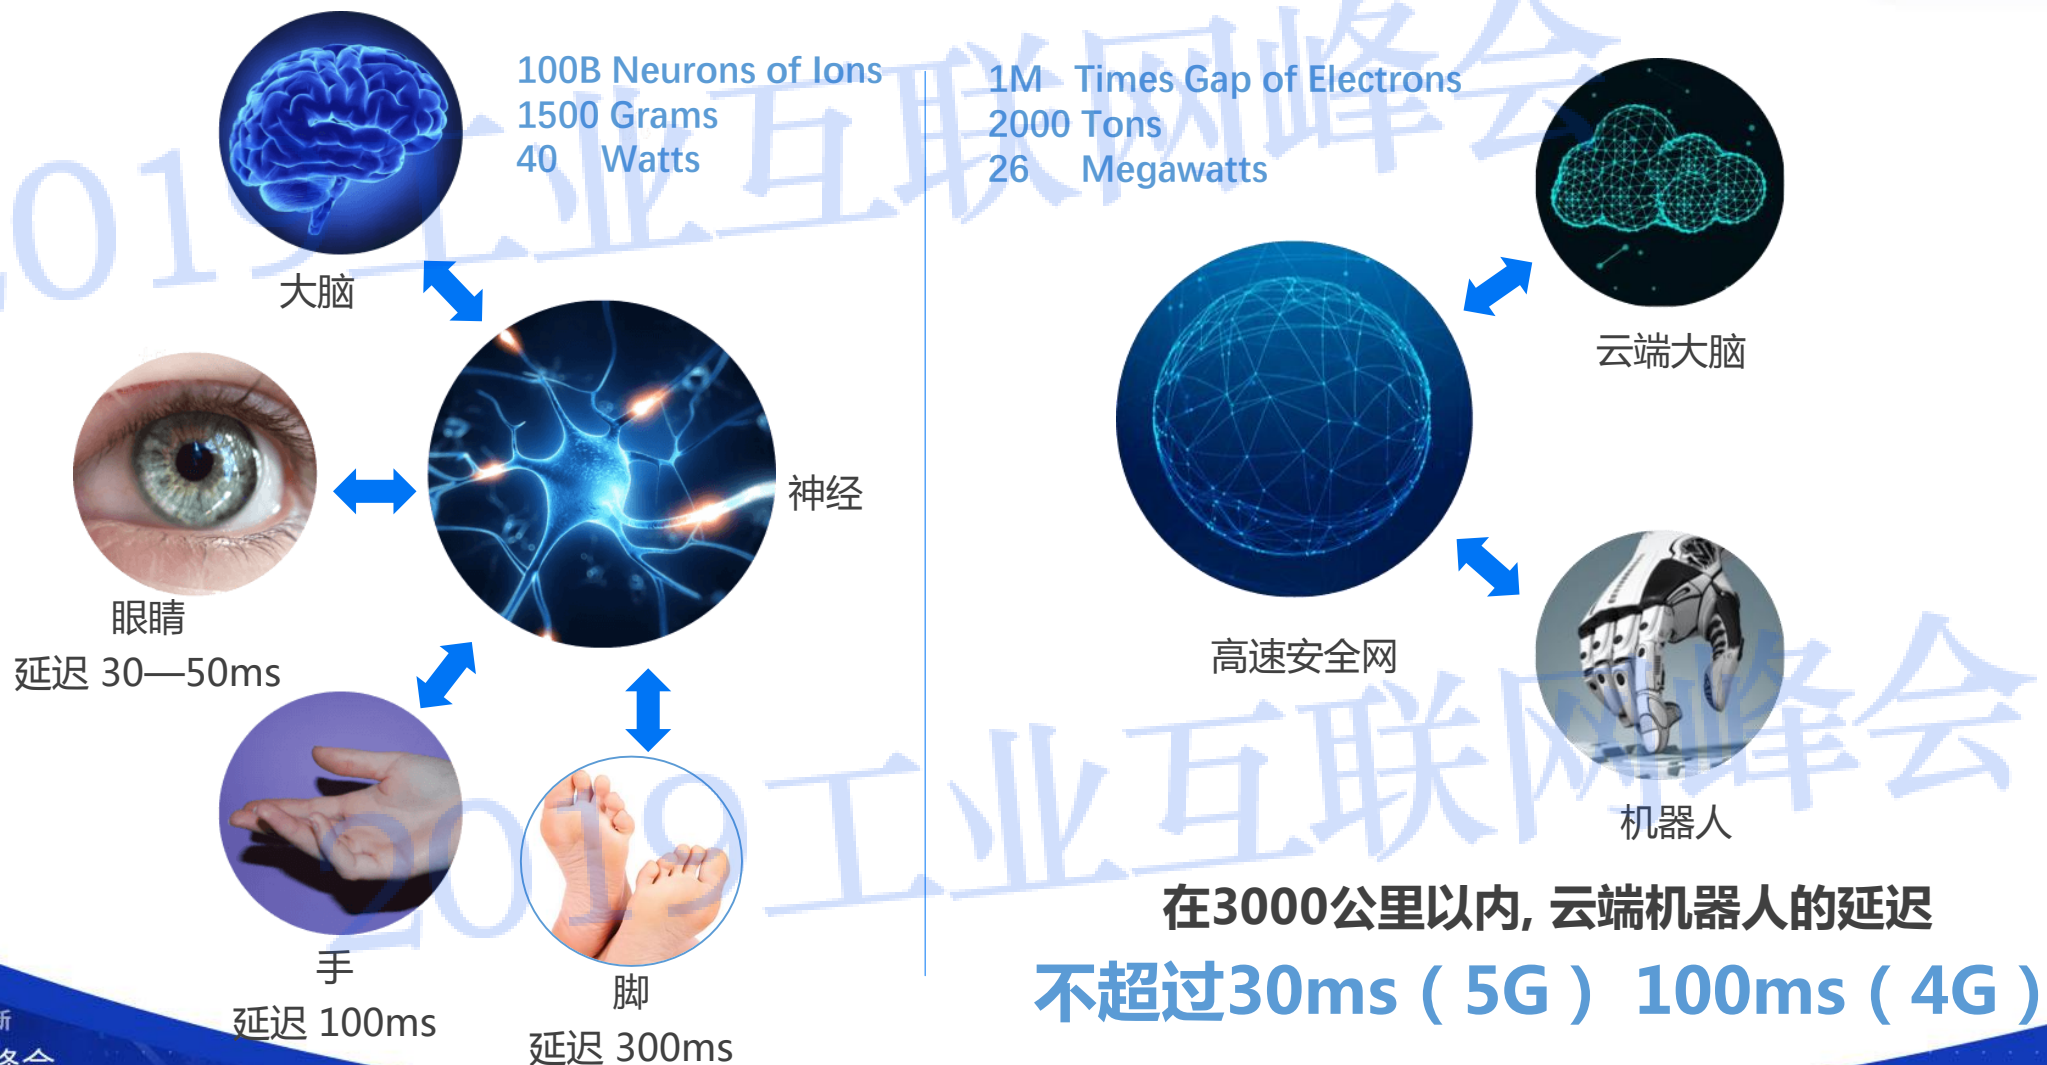 100B Neurons of Ions
1500 Grams
40 Watts
大脑
眼睛
延迟 30—50ms
神经
手
延迟 100ms
脚
延迟 300ms
1M Times Gap of Electrons
2000 Tons
26 Megawatts
云端大脑
高速安全网
机器人
在3000公里以内, 云端机器人的延迟
不超过30ms（5G） 100ms（4G）
2019工业互联网峰会
2019工业互联网峰会